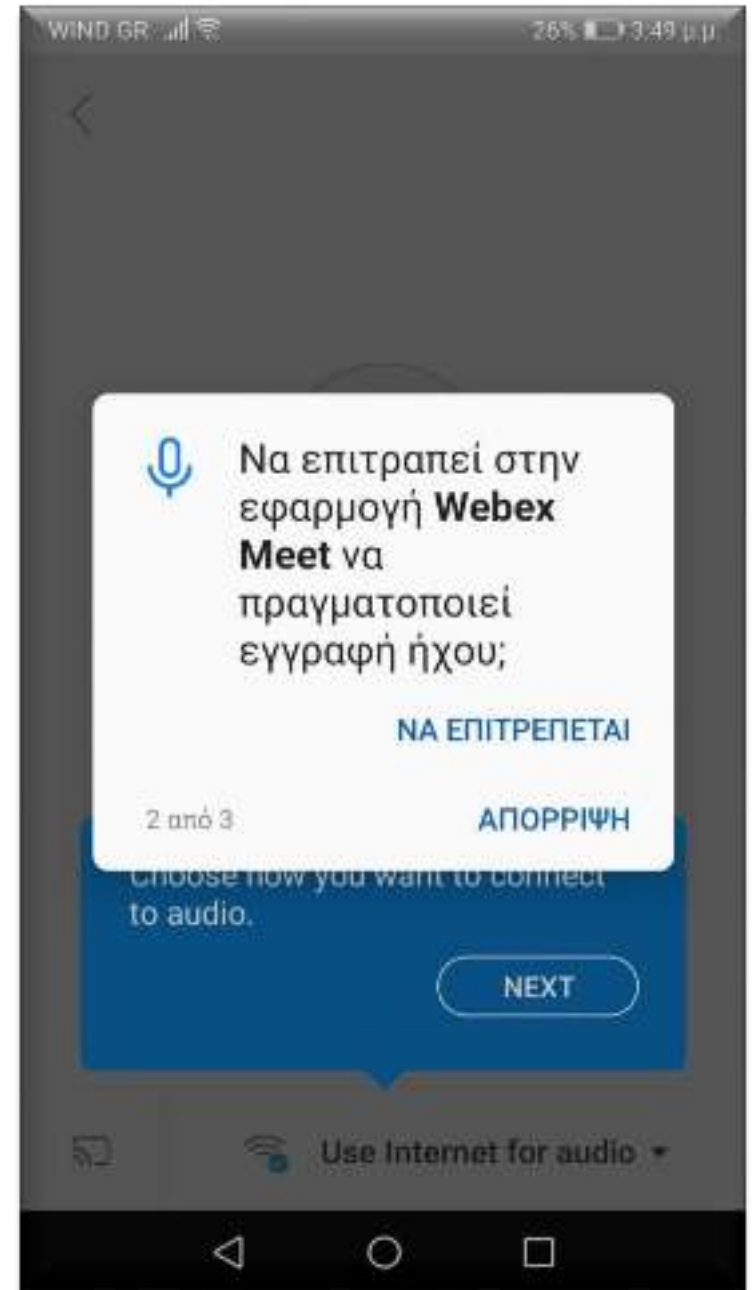 WIND GR
26% 3:49 μ.μ.
Να επιτραπεί στην
εφαρμογή Webex
Meet να
πραγματοποιεί
εγγραφή ήχου;
ΝΑ ΕΠΙΤΡΕΠΕΤΑΙ
2 από 3
ΑΠΟΡΡΙΨΗ
Choose how you want to connect
to audio.
NEXT
Use Internet for audio